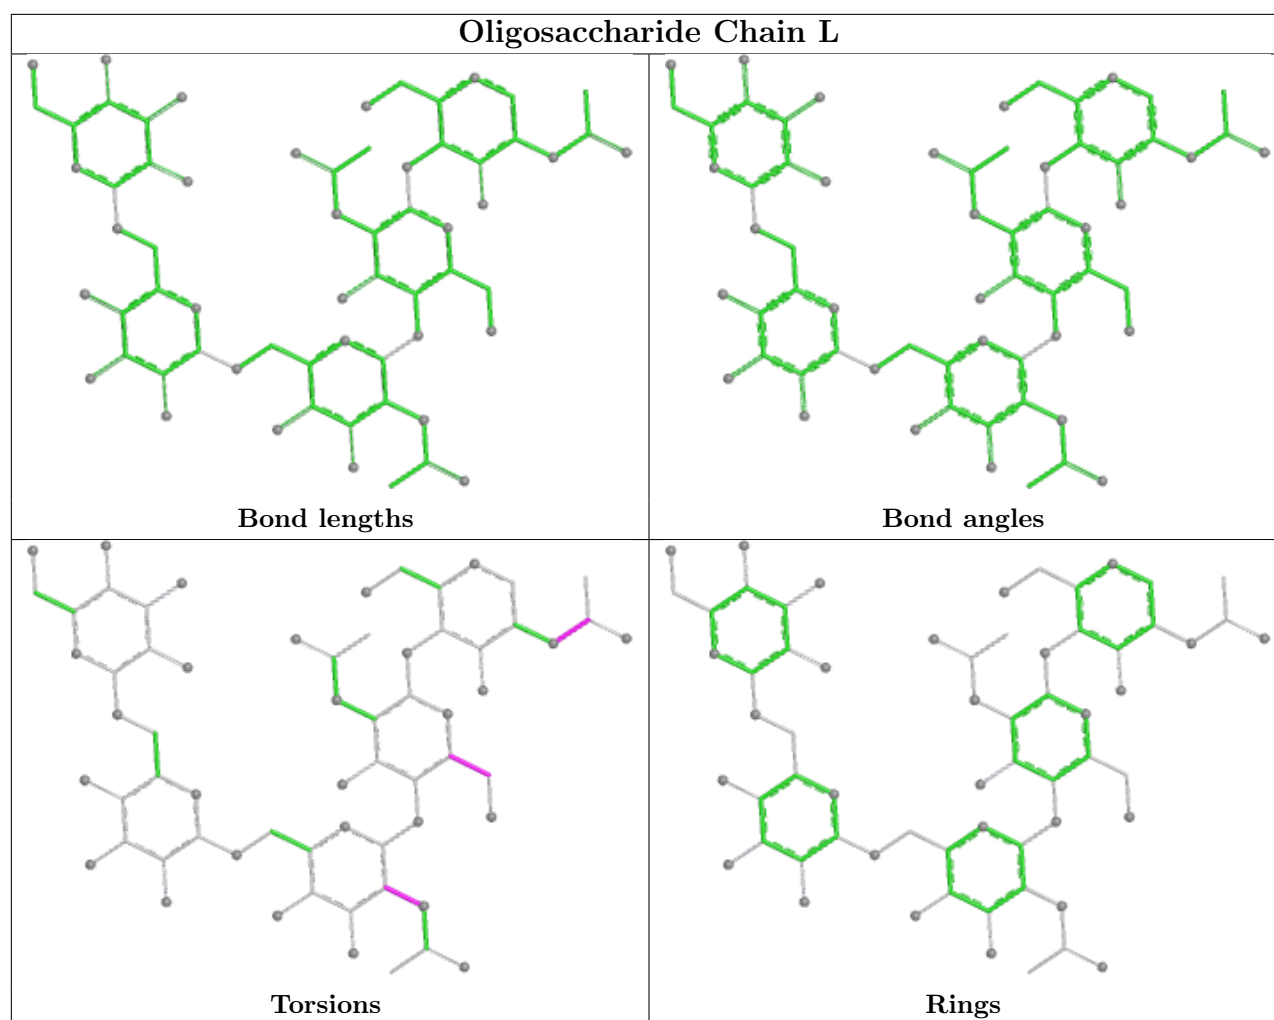 Oligosaccharide Chain L
Bond lengths
Bond angles
Torsions
Rings